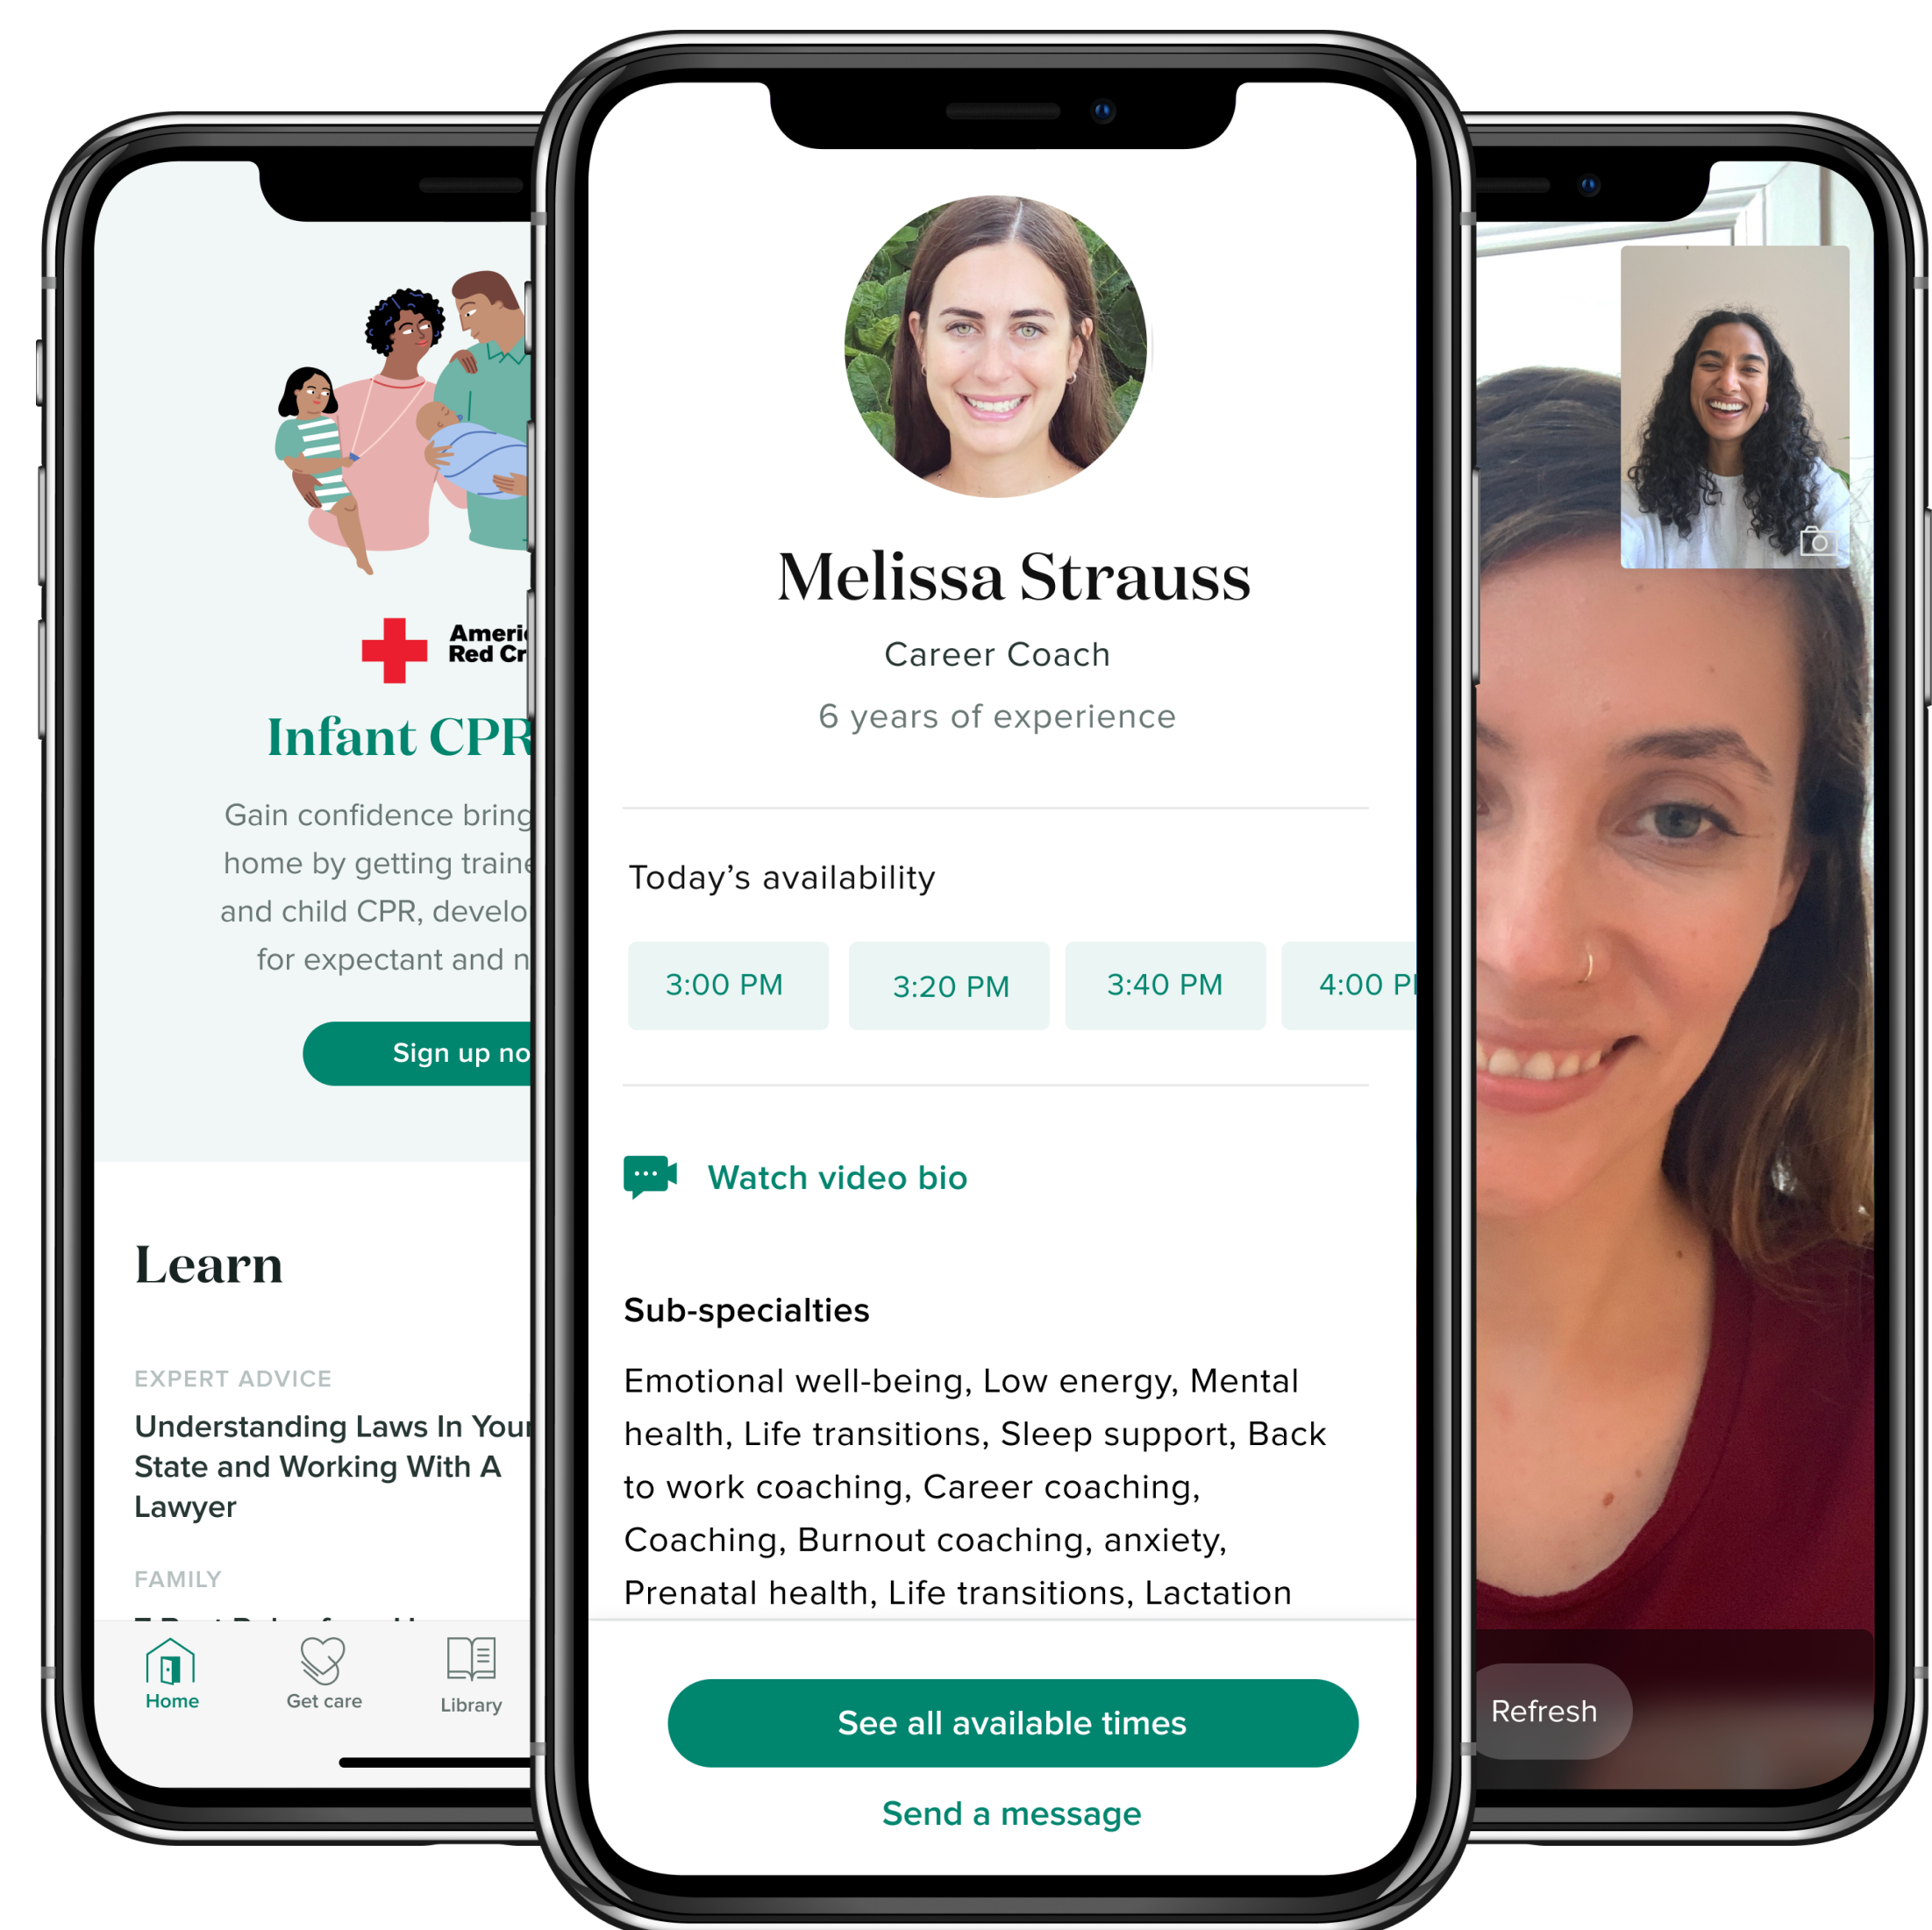 Ameri
Red Cr
Infant CPR
Gain confidence bring
home by getting traine
and child CPR, develo
for expectant and n
Sign up no
Learn
EXPERT ADVICE
Understanding Laws In Your
State and Working With A
Lawyer
FAMILY
Home
Get care
Library
Melissa Strauss
Career Coach
6 years of experience
Today’s availability
3:00 PM
3:20 PM
3:40 PM
4:00 P
Watch video bio
Sub-specialties
Emotional well-being, Low energy, Mental
health, Life transitions, Sleep support, Back
to work coaching, Career coaching,
Coaching, Burnout coaching, anxiety,
Prenatal health, Life transitions, Lactation
See all available times
Send a message
Refresh